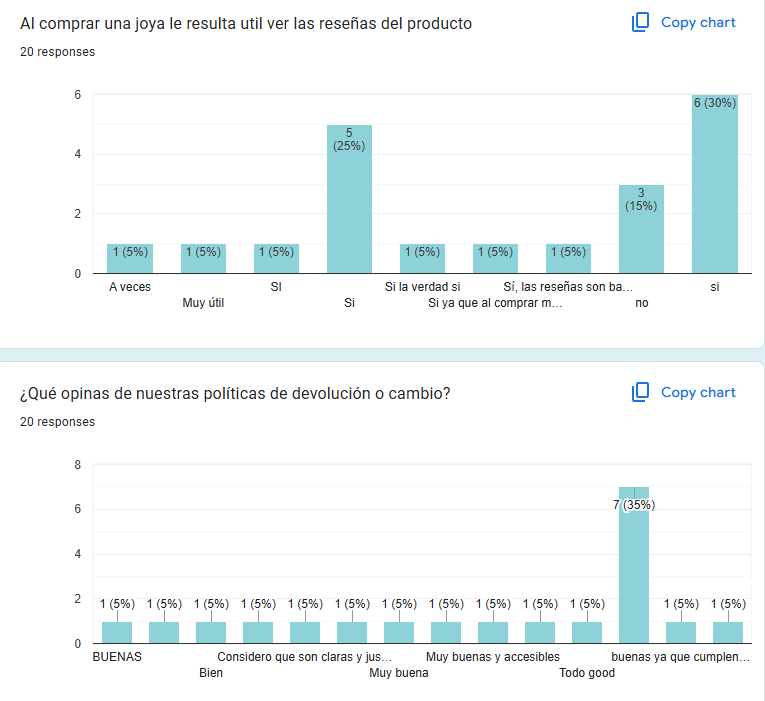 Al comprar una joya le resulta util ver las reseñas del producto
Copy chart
20 responses
6
4
2
0
1 (5%)
1 (5%)
1 (5%)
5
(25%)
1 (5%)
1 (5%)
1 (5%)
3
(15%)
6 (30%)
A veces
Muy útil
SI
Si
Si la verdad si
Si ya que al comprar m…
Sí, las reseñas son ba…
no
si
¿Qué opinas de nuestras políticas de devolución o cambio?
Copy chart
20 responses
8
6
4
2
0
1 (5%)
1 (5%)
1 (5%)
1 (5%)
1 (5%)
1 (5%)
1 (5%)
1 (5%)
1 (5%)
1 (5%)
1 (5%)
7 (35%)
1 (5%)
1 (5%)
BUENAS
Bien
Considero que son claras y jus…
Muy buena
Muy buenas y accesibles
Todo good
buenas ya que cumplen…